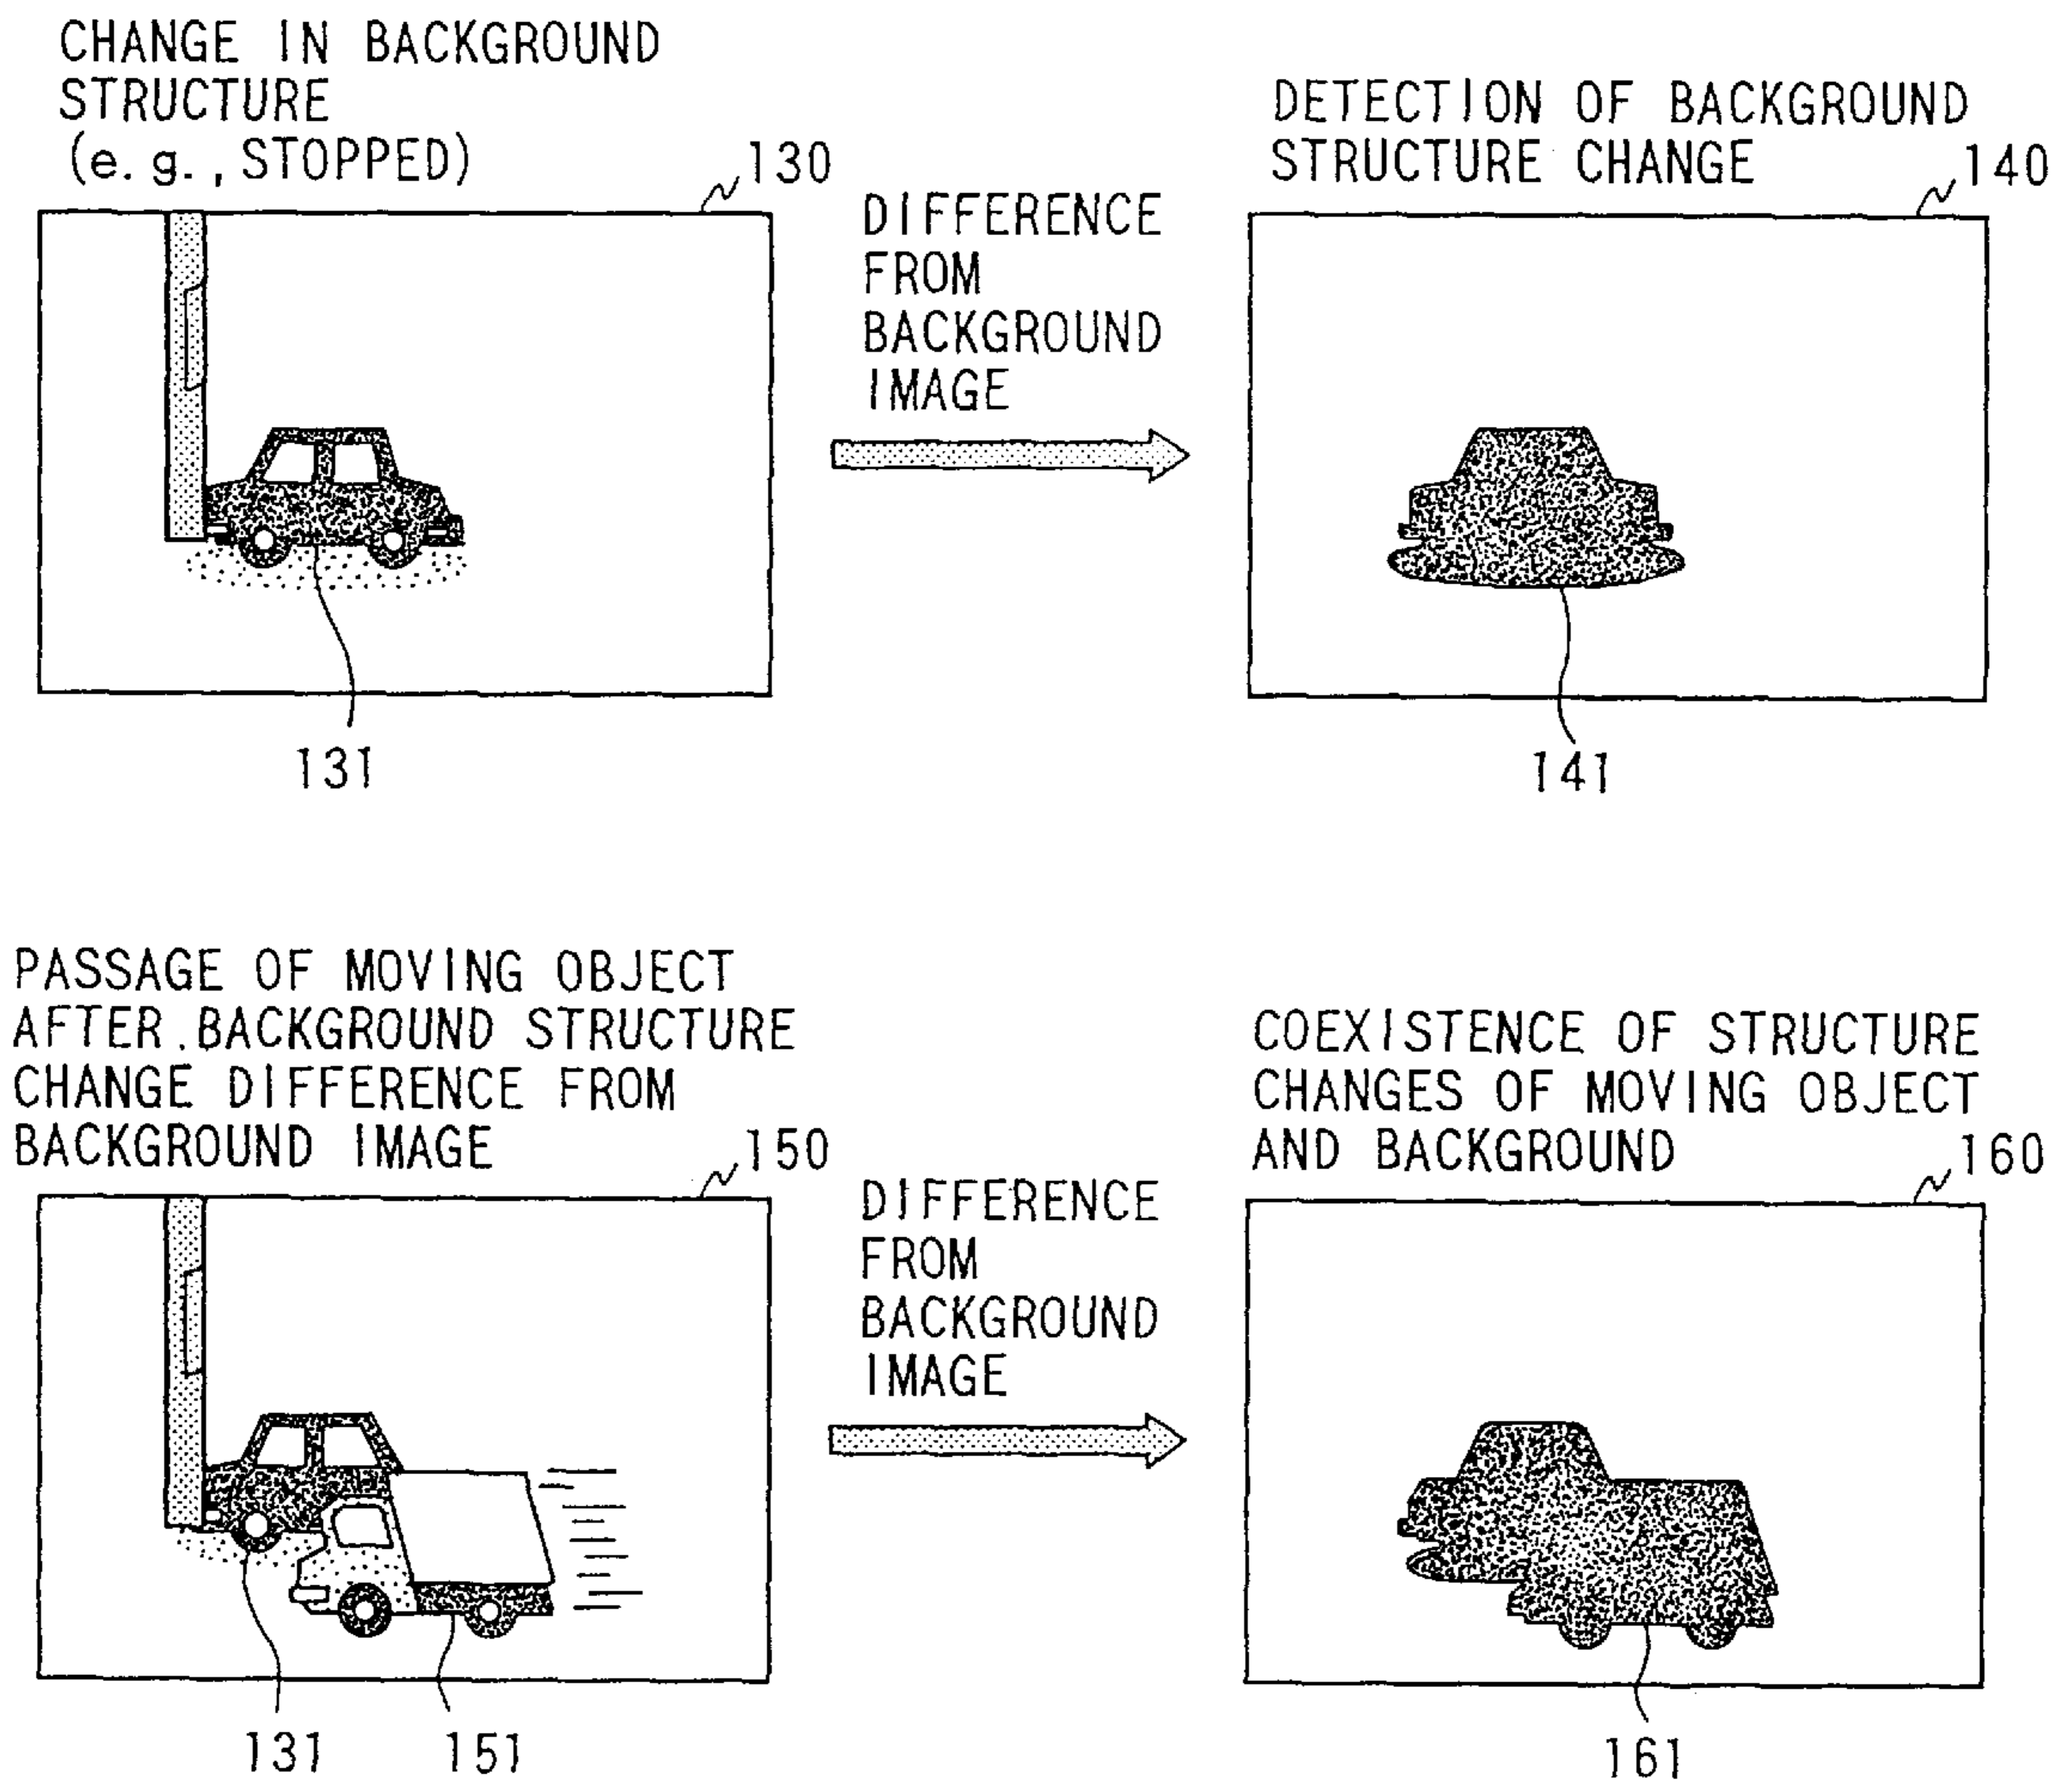 CHANGE IN BACKGROUND
STRUCTURE
(e.g., STOPPED)
130
DIFFERENCE
FROM
BACKGROUND
IMAGE
DETECTION OF BACKGROUND
STRUCTURE CHANGE
140
131
141
PASSAGE OF MOVING OBJECT
AFTER.BACKGROUND STRUCTURE
CHANGE DIFFERENCE FROM
BACKGROUND IMAGE
150
DIFFERENCE
FROM
BACKGROUND
IMAGE
COEXISTENCE OF STRUCTURE
CHANGES OF MOVING OBJECT
AND BACKGROUND
160
131
151
161